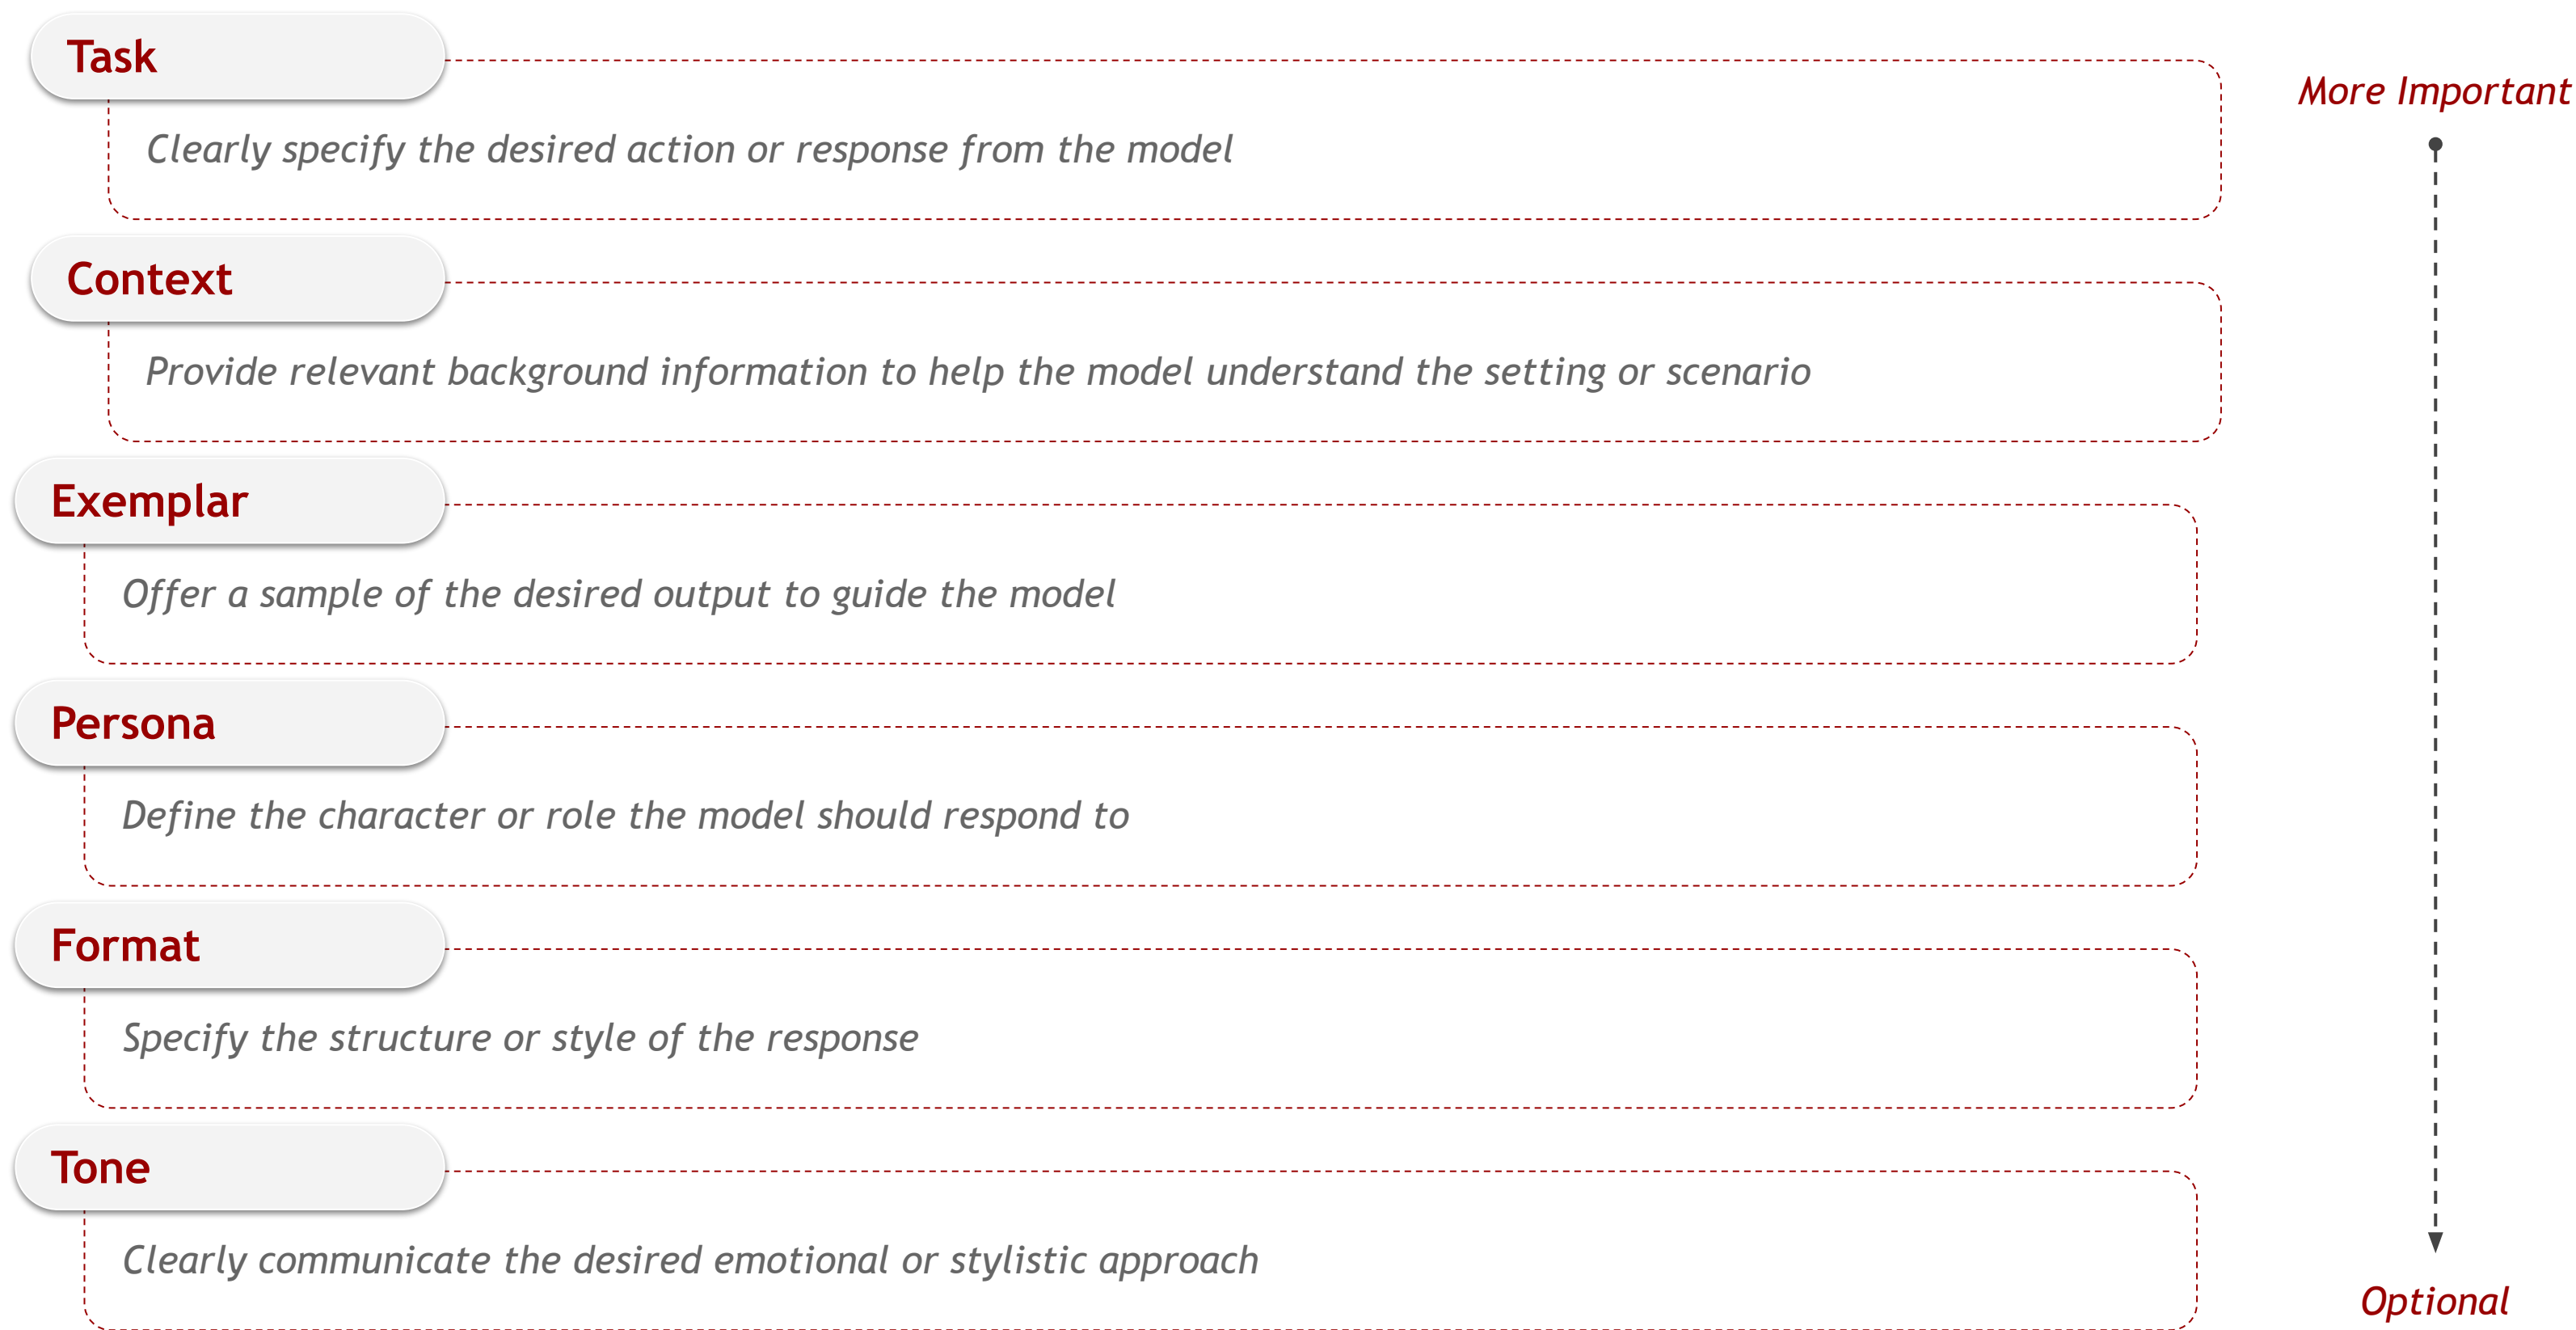 Task
More Important
Clearly specify the desired action or response from the model
Context
Provide relevant background information to help the model understand the setting or scenario
Exemplar
Offer a sample of the desired output to guide the model
Persona
Define the character or role the model should respond to
Format
Specify the structure or style of the response
Tone
Clearly communicate the desired emotional or stylistic approach
Optional